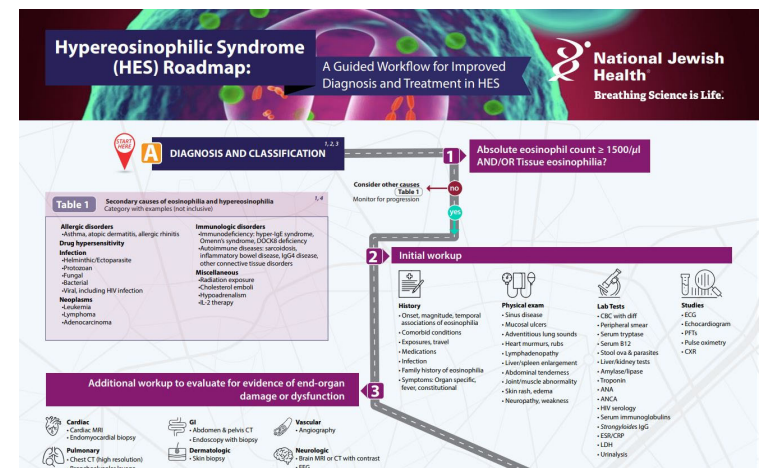 Hypereosinophilic Syndrome
(HES) Roadmap:
A Guided Workflow for Improved
Diagnosis and Treatment in HES
National Jewish
Health®
Breathing Science is Life.®
START
HERE
A
DIAGNOSIS AND CLASSIFICATION 1, 2, 3
1
Absolute eosinophil count ≥ 1500/µl
AND/OR Tissue eosinophilia?
Consider other causes
Table 1
Monitor for progression
no
yes
Table 1
Secondary causes of eosinophilia and hypereosinophilia 1, 4
Category with examples (not inclusive)
Allergic disorders
•Asthma, atopic dermatitis, allergic rhinitis
Drug hypersensitivity
Infection
•Helminthic/Ectoparasite
•Protozoan
•Fungal
•Bacterial
•Viral, including HIV infection
Neoplasms
•Leukemia
•Lymphoma
•Adenocarcinoma
Immunologic disorders
•Immunodeficiency: hyper-IgE syndrome,
Omenn's syndrome, DOCK8 deficiency
•Autoimmune diseases: sarcoidosis,
inflammatory bowel disease, IgG4 disease,
other connective tissue disorders
Miscellaneous
•Radiation exposure
•Cholesterol emboli
•Hypoadrenalism
•IL-2 therapy
2
Initial workup
History
• Onset, magnitude, temporal
associations of eosinophilia
• Comorbid conditions
• Exposures, travel
• Medications
• Infection
• Family history of eosinophilia
• Symptoms: Organ specific,
fever, constitutional
Physical exam
• Sinus disease
• Mucosal ulcers
• Adventitious lung sounds
• Heart murmurs, rubs
• Lymphadenopathy
• Liver/spleen enlargement
• Abdominal tenderness
• Joint/muscle abnormality
• Skin rash, edema
• Neuropathy, weakness
Lab Tests
• CBC with diff
• Peripheral smear
• Serum tryptase
• Serum B12
• Stool ova & parasites
• Liver/kidney tests
• Amylase/lipase
• Troponin
• ANA
• ANCA
• HIV serology
• Serum immunoglobulins
• Strongyloides IgG
• ESR/CRP
• LDH
• Urinalysis
Studies
• ECG
• Echocardiogram
• PFTs
• Pulse oximetry
• CXR
Additional workup to evaluate for evidence of end-organ
damage or dysfunction
3
Cardiac
• Cardiac MRI
• Endomyocardial biopsy
Pulmonary
• Chest CT (high resolution)
GI
• Abdomen & pelvis CT
• Endoscopy with biopsy
Dermatologic
• Skin biopsy
Vascular
• Angiography
Neurologic
• Brain MRI or CT with contrast
• EEG